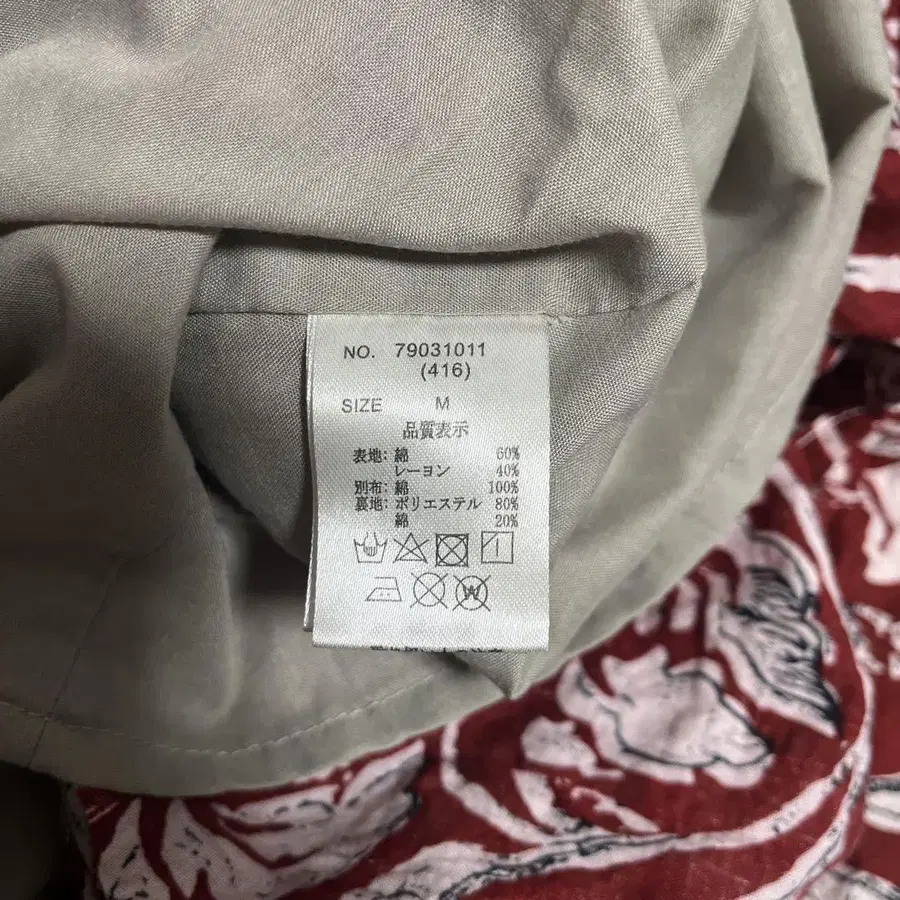 NO. 79031011
(416)
SIZE M
品質表示
表地: 綿 60%
レーヨン 40%
別布: 綿 100%
裏地: ポリエステル 80%
綿 20%
W